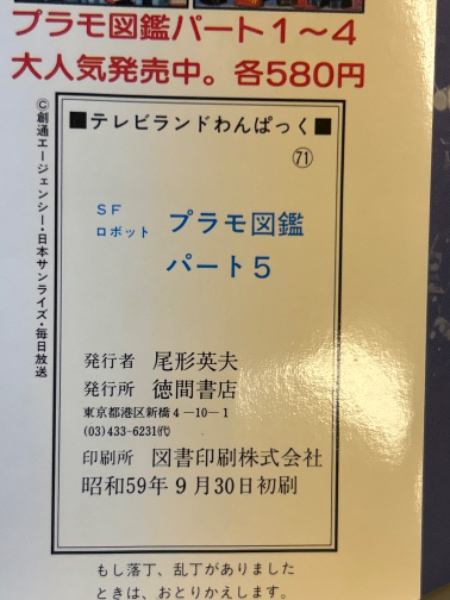 プラモ図鑑パート1〜4
大人気発売中。各580円
©創通エージェンシー・日本サンライズ・毎日放送
■テレビランドわんぱっく■
㉛
SF
ロボット プラモ図鑑
パート5
発行者 尾形英夫
発行所 徳間書店
東京都港区新橋4-10-1
(03)433-6231代
印刷所 図書印刷株式会社
昭和59年9月30日初刷
もし落丁、乱丁がありました
ときは、おとりかえします。